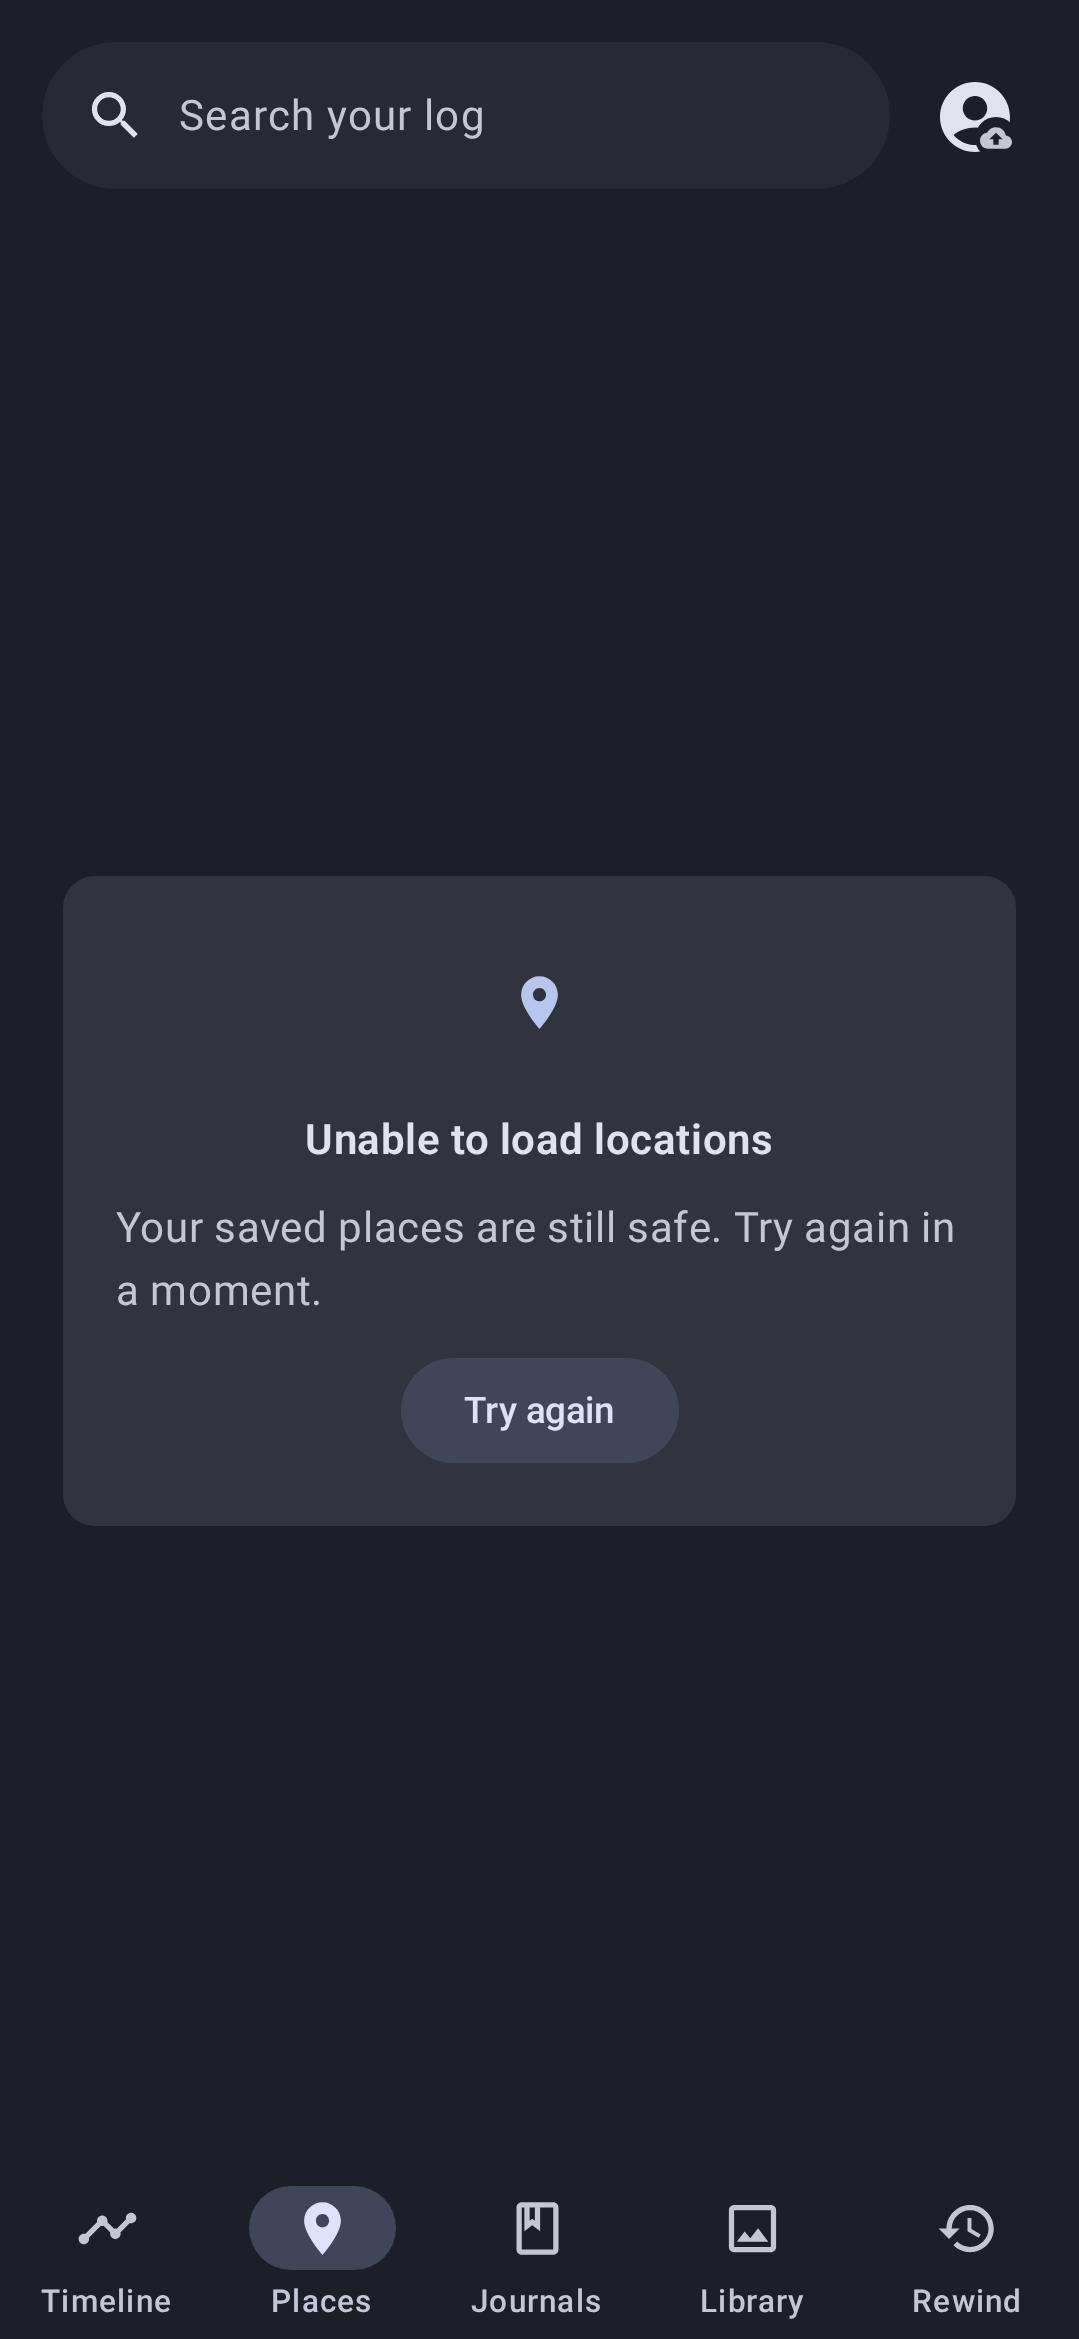 Search your log
Unable to load locations
Your saved places are still safe. Try again in
a moment.
Try again
Timeline
Places
Journals
Library
Rewind